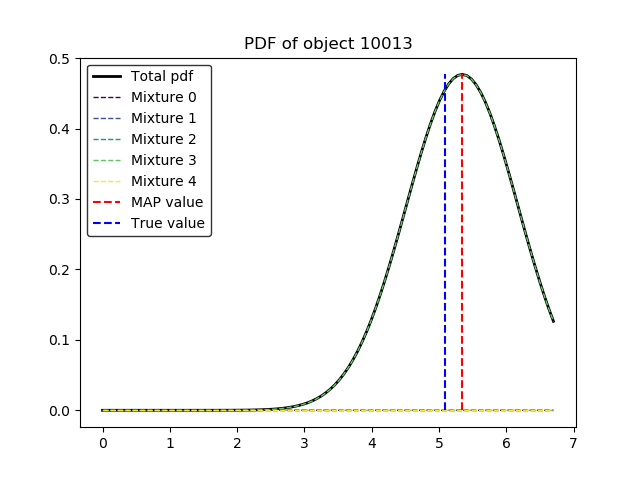 PDF of object 10013
Total pdf
Mixture 0
Mixture 1
Mixture 2
Mixture 3
Mixture 4
MAP value
True value
0.5
0.4
0.3
0.2
0.1
0.0
0 1 2 3 4 5 6 7